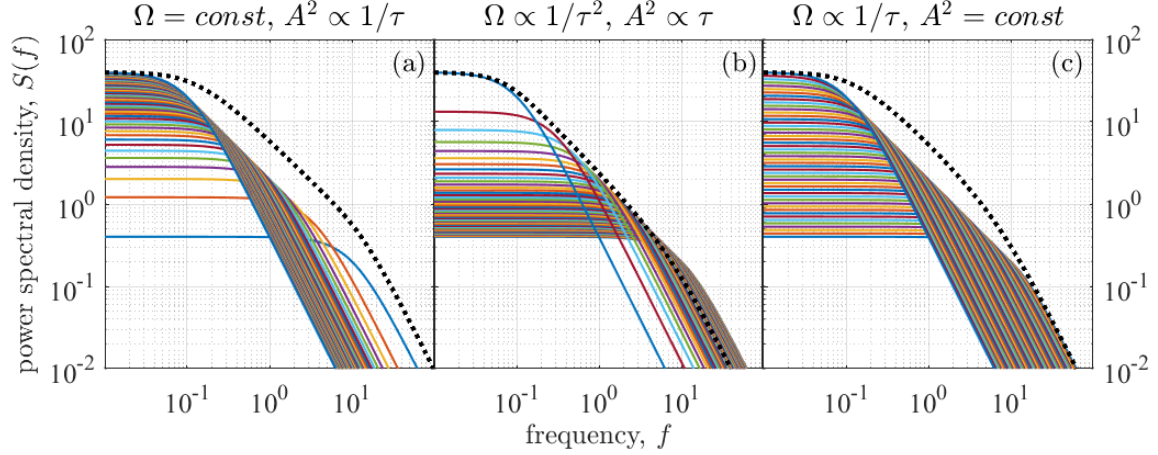 Ω = const, A² ∝ 1/τ
Ω ∝ 1/τ², A² ∝ τ
Ω ∝ 1/τ, A² = const
power spectral density, S(f)
10²
10¹
10⁰
10⁻¹
10⁻²
(a)
(b)
(c)
10²
10¹
10⁰
10⁻¹
10⁻²
10⁻¹ 10⁰ 10¹
10⁻¹ 10⁰ 10¹
10⁻¹ 10⁰ 10¹
frequency, f